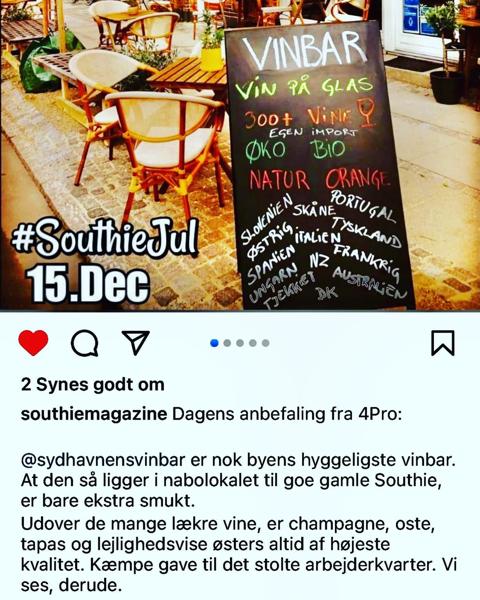 VINBAR
VIN PÅ GLAS
300+ VINE
EGEN IMPORT
ØKO BIO
NATUR ORANGE
SLOVENIEN SKÅNE PORTUGAL
ØSTRIG ITALIEN TYSKLAND
SPANIEN NZ FRANKRIG
UNGARN AUSTRALIEN
TJEKKIET DK
#SouthieJul
15.Dec
2 Synes godt om
southiemagazine Dagens anbefaling fra 4Pro:
@sydhavnensvinbar er nok byens hyggeligste vinbar.
At den så ligger i nabolokalet til goe gamle Southie,
er bare ekstra smukt.
Udover de mange lækre vine, er champagne, oste,
tapas og lejlighedsvise østers altid af højeste
kvalitet. Kæmpe gave til det stolte arbejderkvarter. Vi
ses, derude.